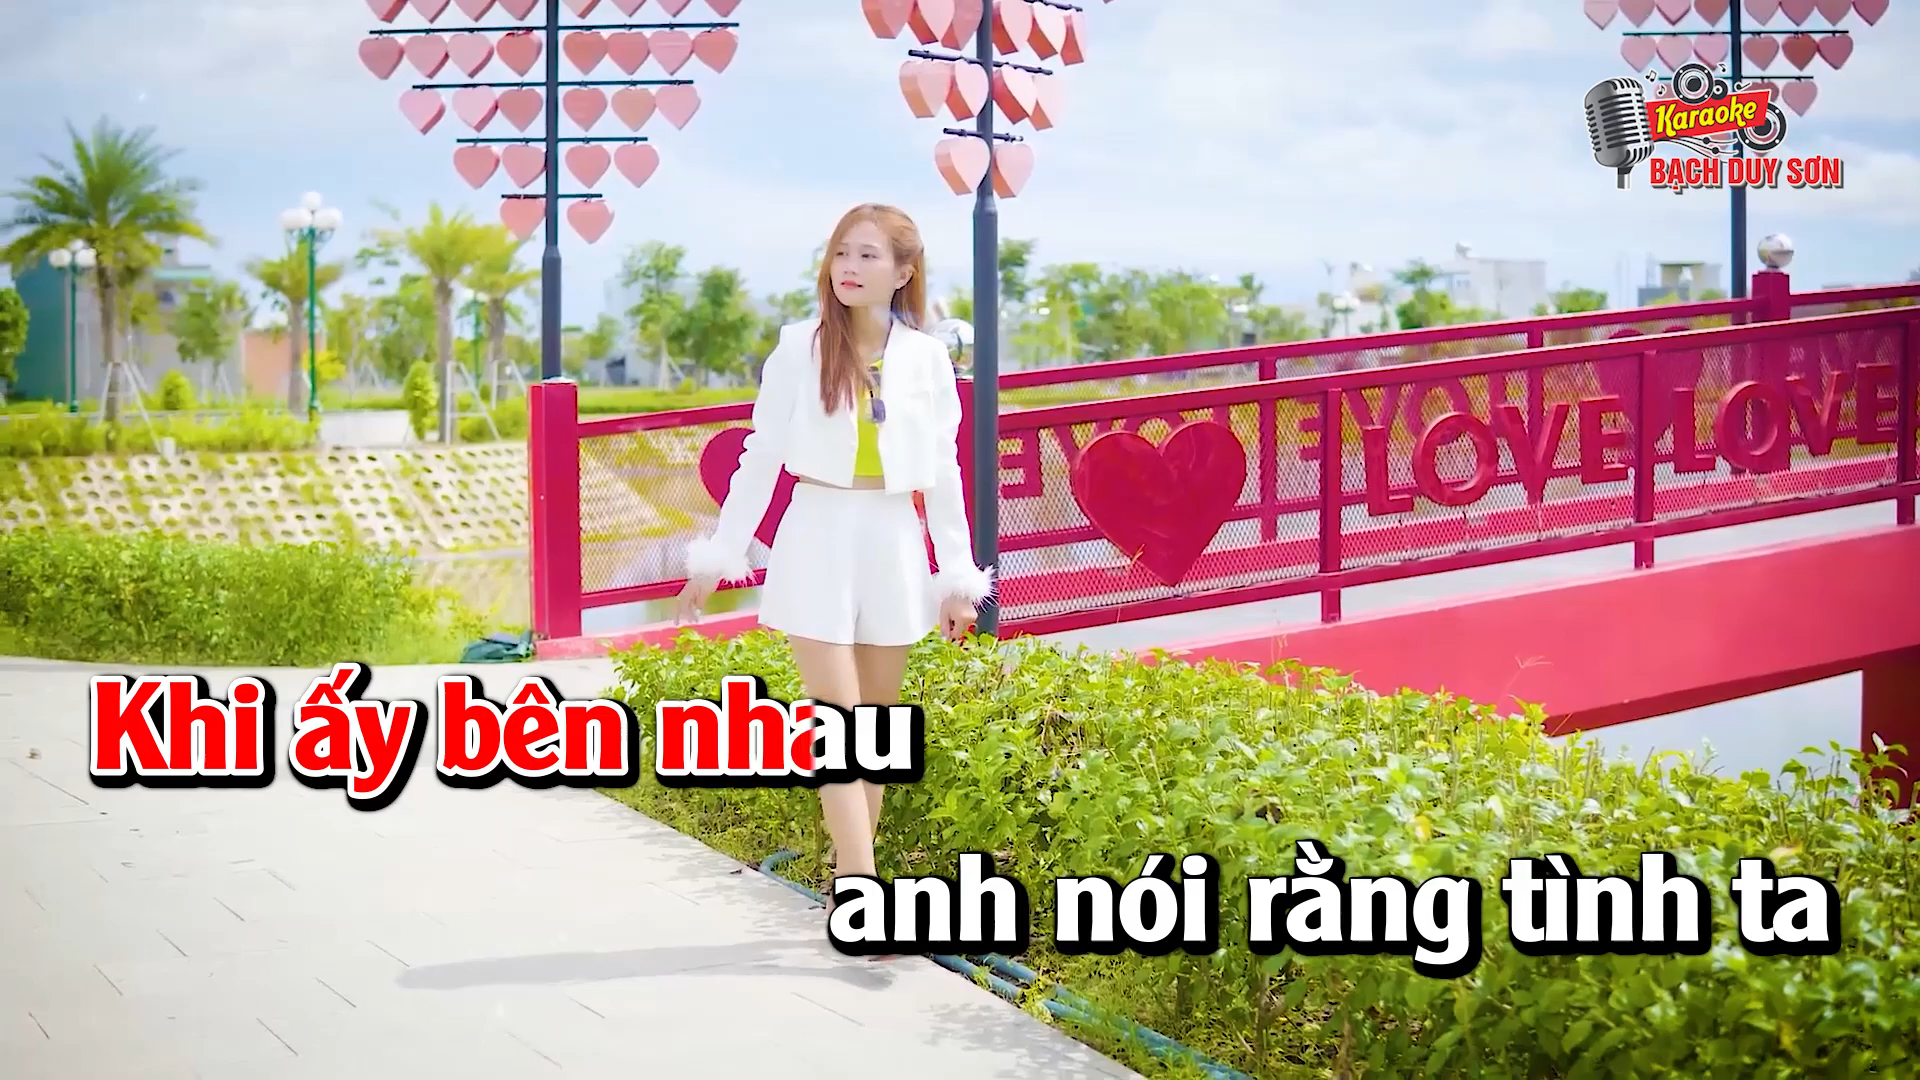 Karaoke
BẠCH DUY SƠN
LOVE LOVE
Khi ấy bên nhau
anh nói rằng tình ta